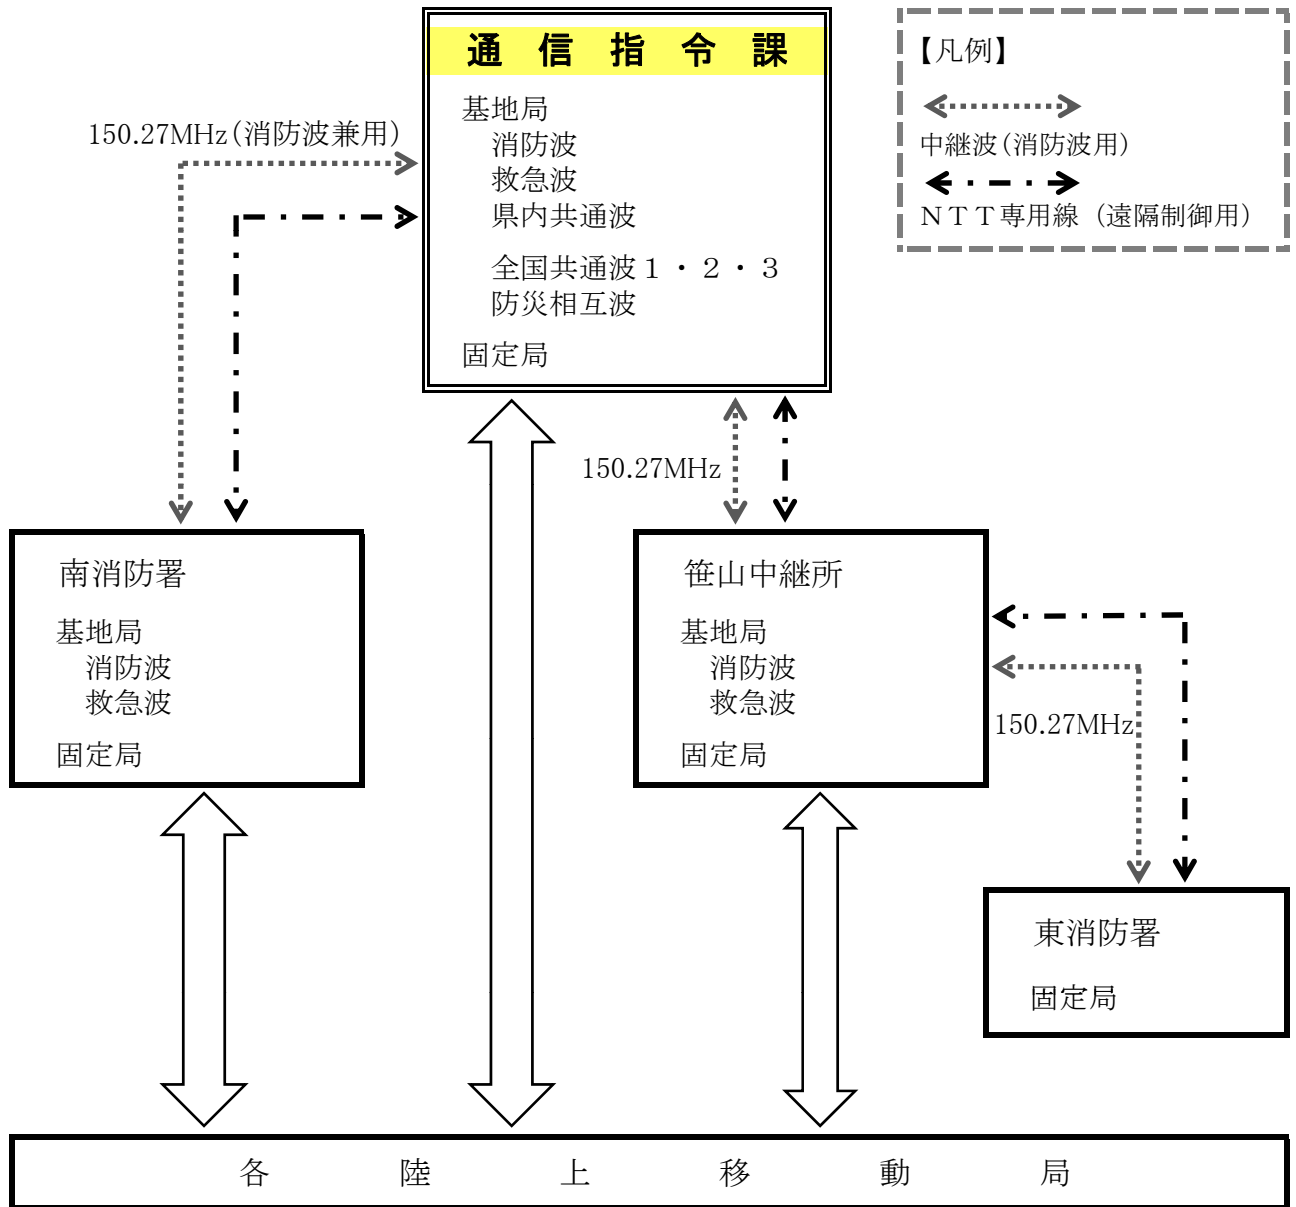 通信指令課
基地局
消防波
救急波
県内共通波
全国共通波１・２・３
防災相互波
固定局
【凡例】
中継波(消防波用)
ＮＴＴ専用線 (遠隔制御用)
150.27MHz(消防波兼用)
150.27MHz
南消防署
基地局
消防波
救急波
固定局
笹山中継所
基地局
消防波
救急波
固定局
150.27MHz
東消防署
固定局
各陸上移動局